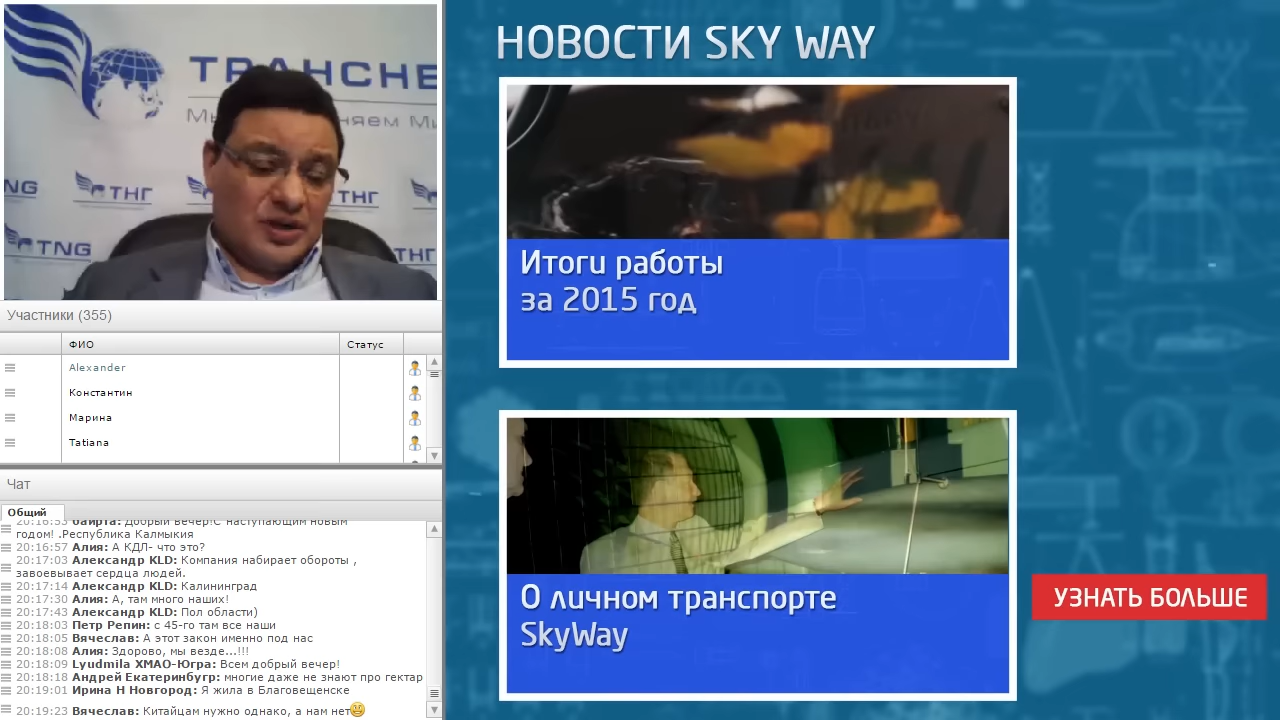 ТРАНСНЕ
ТНГ
ТНГ
TNG
ТНГ
Участники (355)
ФИО
Статус
Alexander
Константин
Марина
Tatiana
Чат
Общий
20:16:53 байрта: Добрый вечер!С наступающим новым
годом! .Республика Калмыкия
20:16:57 Алия: А КДЛ- что это?
20:17:03 Александр KLD: Компания набирает обороты ,
завоевывает сердца людей.
20:17:14 Александр KLD: Калининград
20:17:30 Алия: А, там много наших!
20:17:43 Александр KLD: Пол области)
20:18:03 Петр Репин: с 45-го там все наши
20:18:05 Вячеслав: А этот закон именно под нас
20:18:08 Алия: Здорово, мы везде...!!!
20:18:09 Lyudmila ХМАО-Югра: Всем добрый вечер!
20:18:18 Андрей Екатеринбугр: многие даже не знают про гектар
20:19:01 Ирина Н Новгород: Я жила в Благовещенске
20:19:23 Вячеслав: Китайцам нужно однако, а нам нет
НОВОСТИ SKY WAY
Итоги работы
за 2015 год
О личном транспорте
SkyWay
УЗНАТЬ БОЛЬШЕ